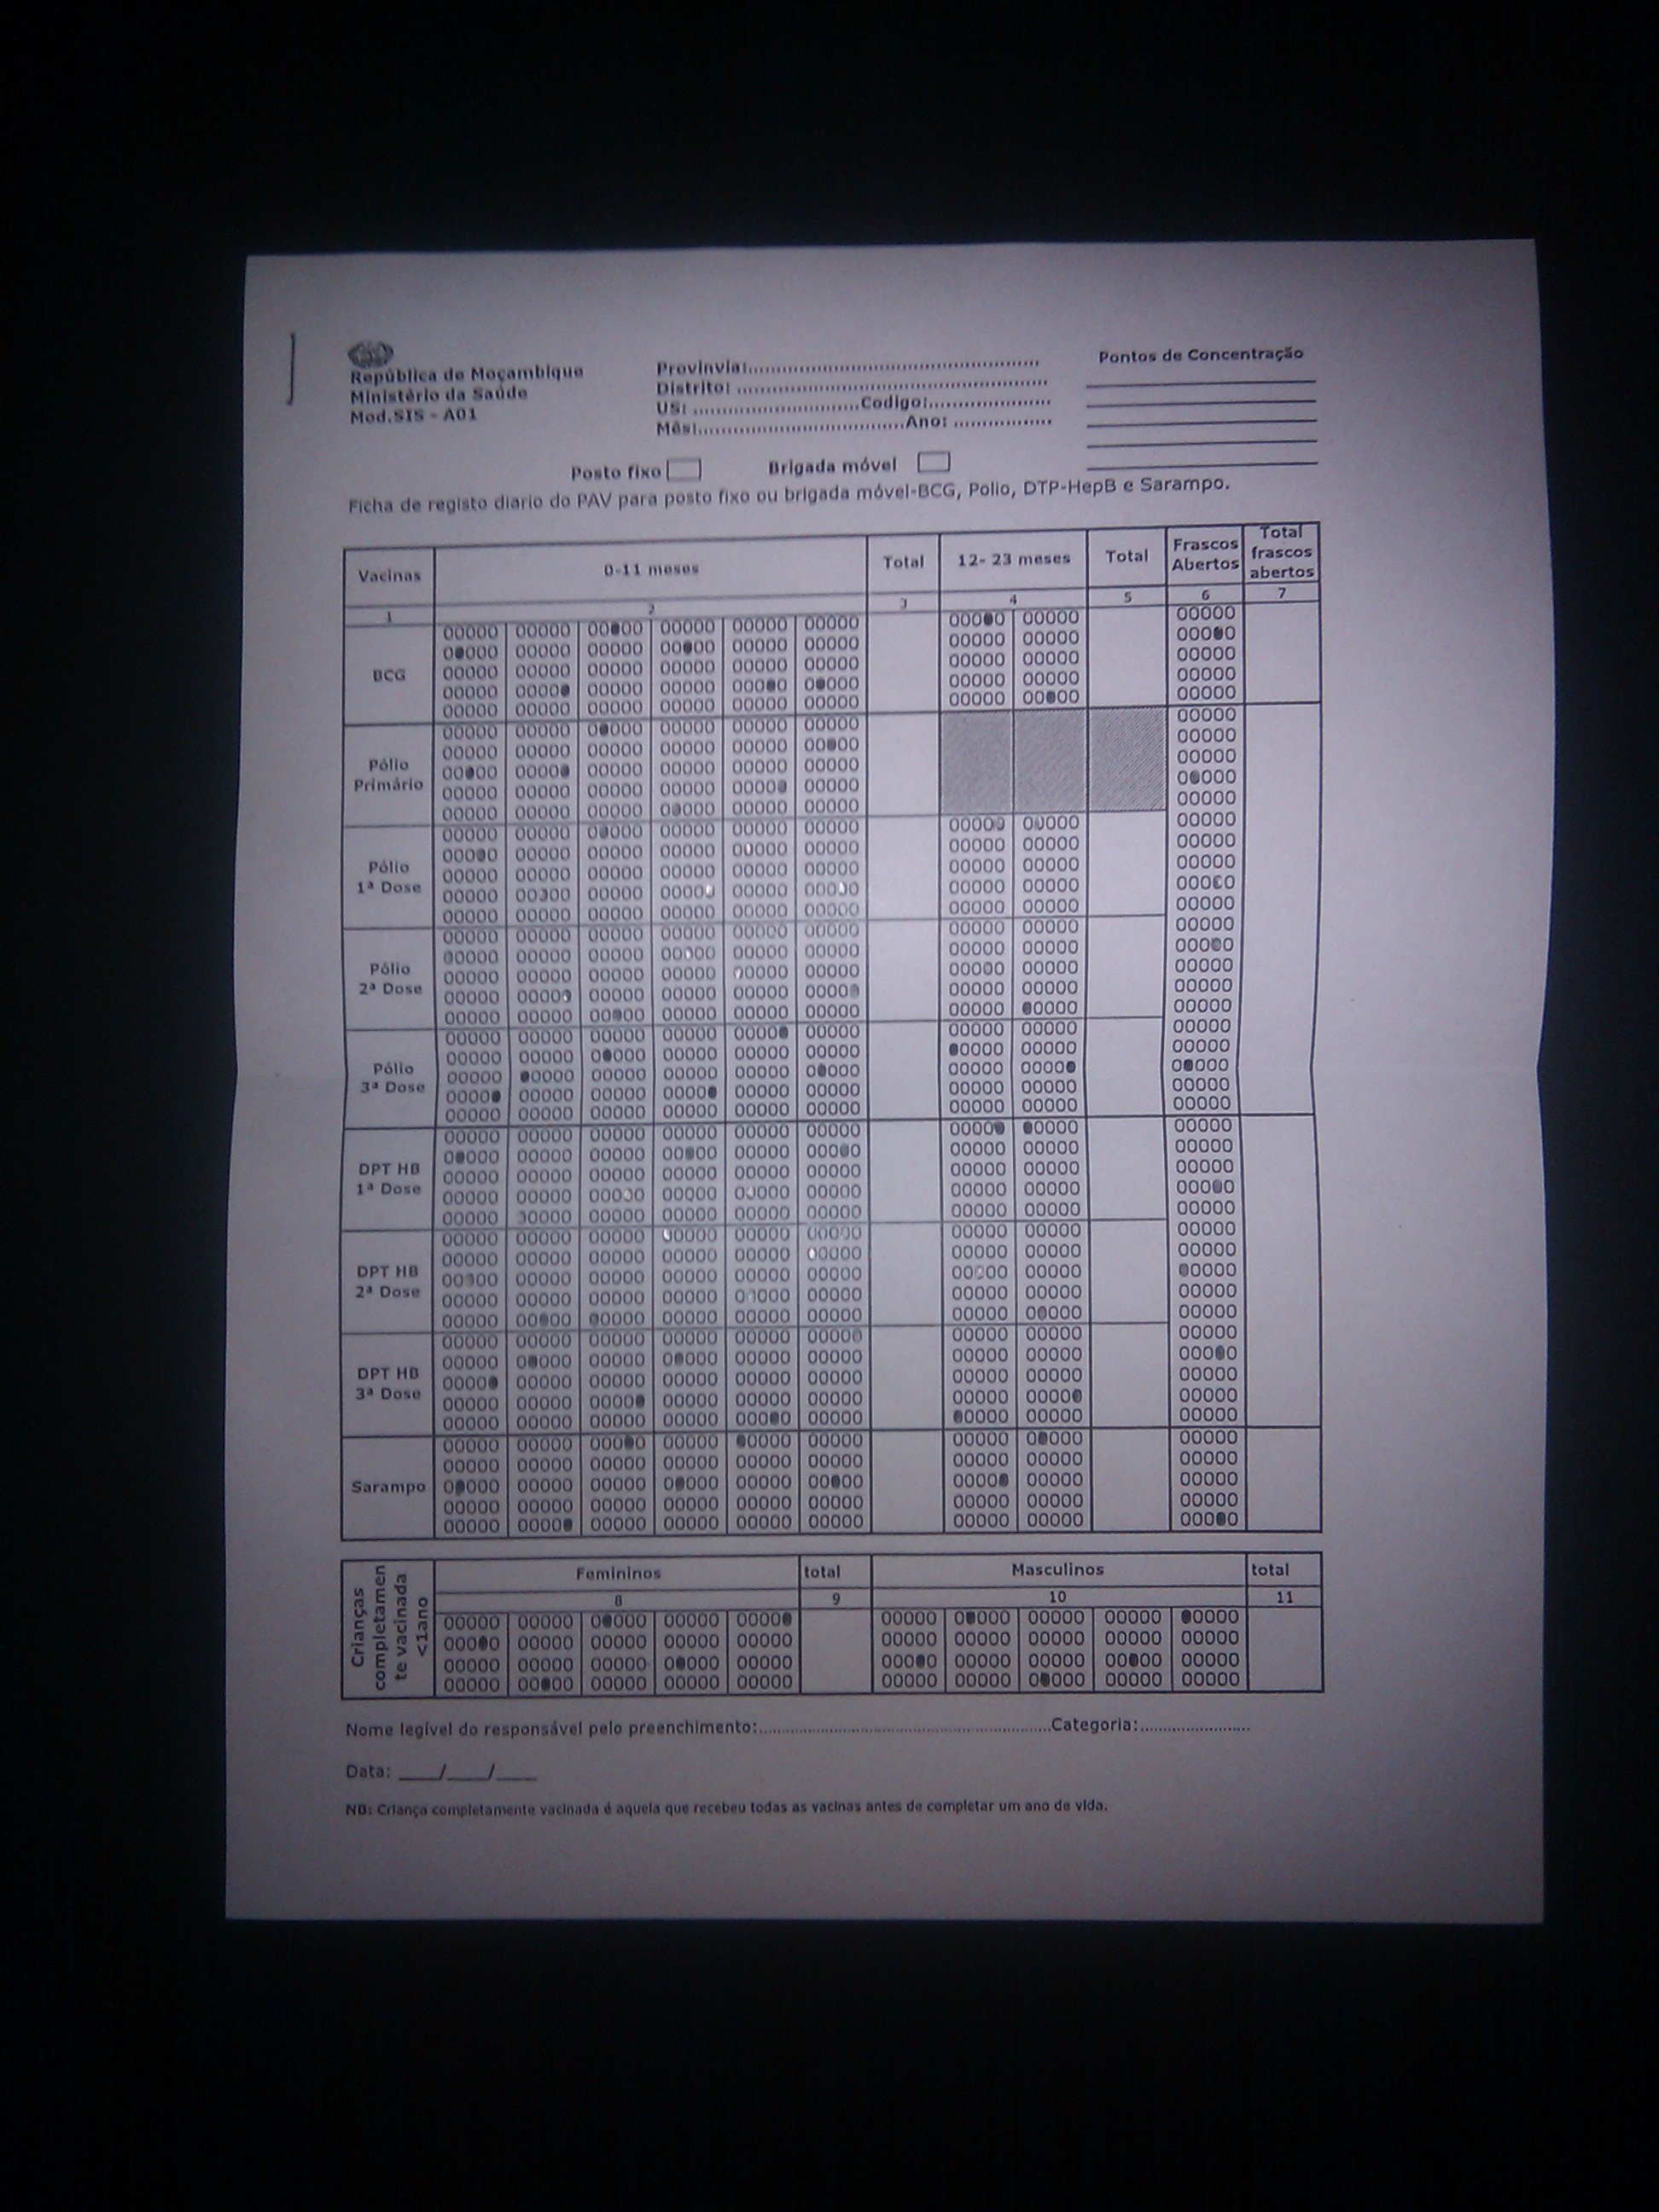 República de Moçambique
Ministério da Saúde
Mod.SIS - A01
Provinvia:................................................
Distrito: ...................................................
US: ............................Codigo:....................
Mês:..................................Ano: .................
Pontos de Concentração
Posto fixo
Brigada móvel
Ficha de registo diario do PAV para posto fixo ou brigada móvel-BCG, Polio, DTP-HepB e Sarampo.
Vacinas 0-11 meses Total 12- 23 meses Total Frascos Abertos Total frascos abertos
1 2 3 4 5 6 7
BCG
Pólio
Primário
Pólio
1ª Dose
Pólio
2ª Dose
Pólio
3ª Dose
DPT HB
1ª Dose
DPT HB
2ª Dose
DPT HB
3ª Dose
Sarampo
Crianças
completamen
te vacinada
<1ano
Femininos total Masculinos total
8 9 10 11
Nome legível do responsável pelo preenchimento:....................................................Categoria:........................
Data: ____/____/____
NB: Criança completamente vacinada é aquela que recebeu todas as vacinas antes de completar um ano de vida.